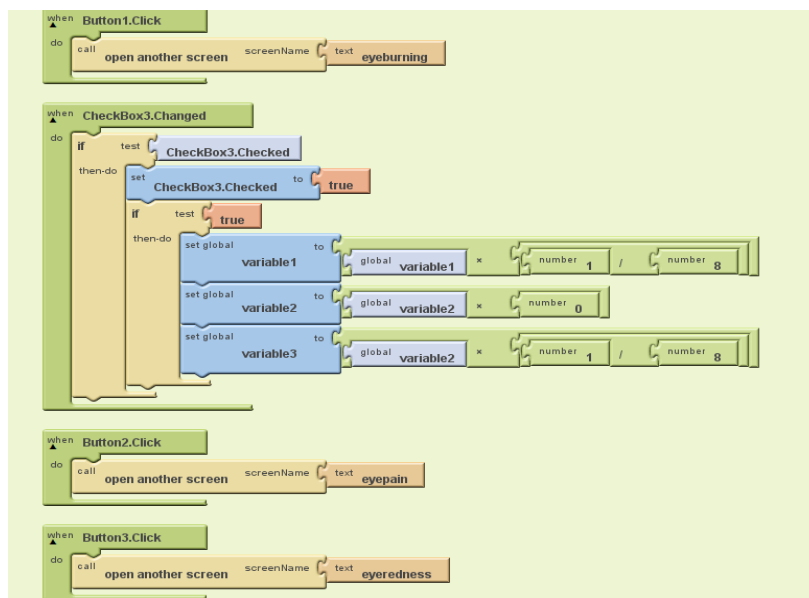 when Button1.Click
do call open another screen screenName text eyeburning
when CheckBox3.Changed
do if test CheckBox3.Checked
then-do set CheckBox3.Checked to true
if test true
then-do set global variable1 to global variable1 × number 1 / number 8
set global variable2 to global variable2 × number 0
set global variable3 to global variable2 × number 1 / number 8
when Button2.Click
do call open another screen screenName text eyepain
when Button3.Click
do call open another screen screenName text eyeredness